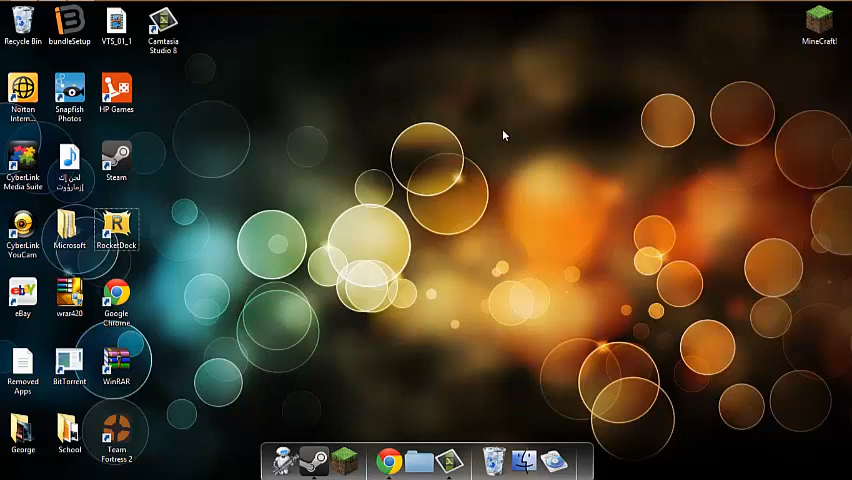 Recycle Bin
bundleSetup
VTS_01_1
Camtasia
Studio 8
MineCraft!
Norton
Intern...
Snapfish
Photos
HP Games
CyberLink
Media Suite
Steam
CyberLink
YouCam
Microsoft
RocketDock
eBay
wrar420
Google
Chrome
Removed
Apps
BitTorrent
WinRAR
George
School
Team
Fortress 2